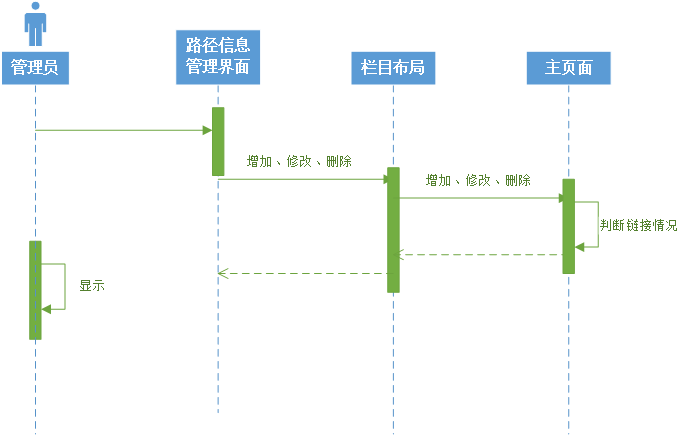 管理员
路径信息
管理界面
栏目布局
主页面
增加、修改、删除
增加、修改、删除
判断链接情况
显示